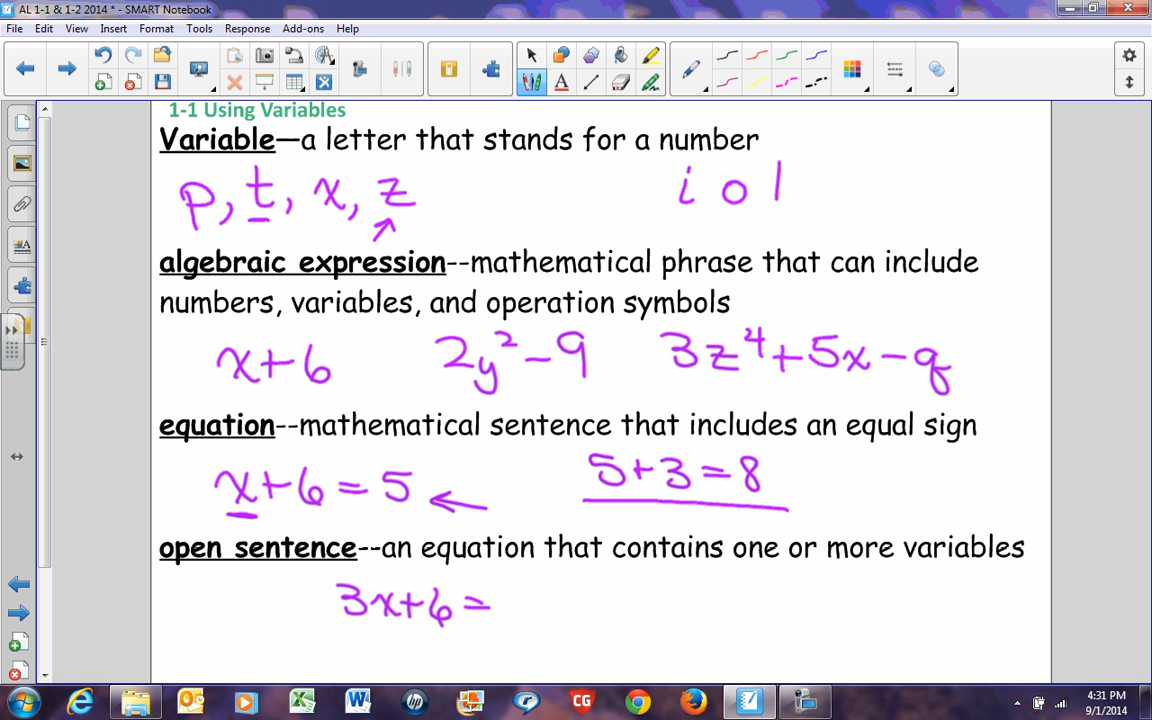 AL 1-1 & 1-2 2014 * - SMART Notebook
File Edit View Insert Format Tools Response Add-ons Help
1-1 Using Variables
Variable—a letter that stands for a number
p, t, x, z i o l
algebraic expression--mathematical phrase that can include
numbers, variables, and operation symbols
x+6 2y²-9 3z⁴+5x-q
equation--mathematical sentence that includes an equal sign
x+6=5 5+3=8
open sentence--an equation that contains one or more variables
3x+6=
4:31 PM
9/1/2014